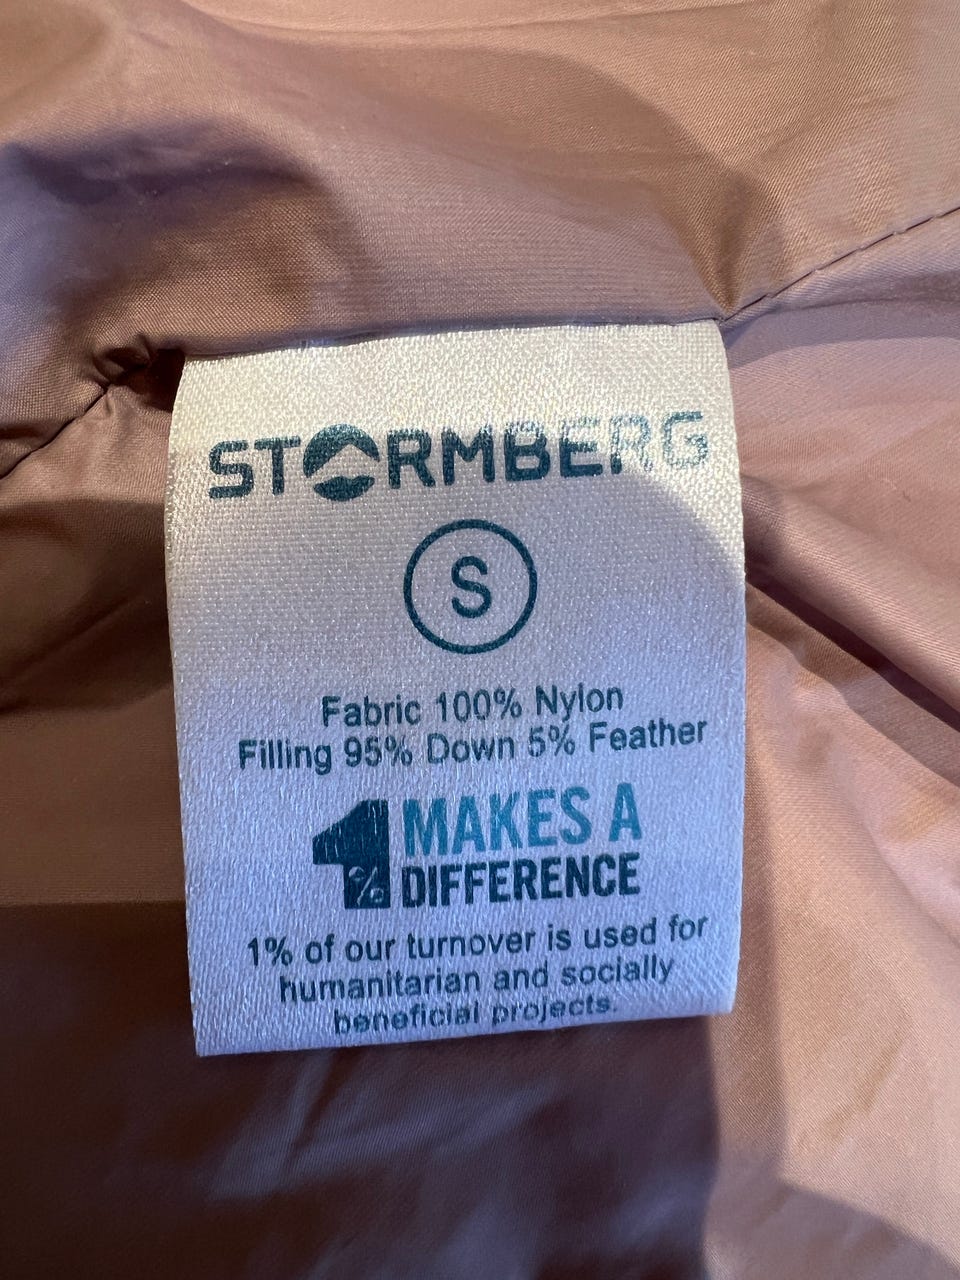 STORMBERG
S
Fabric 100% Nylon
Filling 95% Down 5% Feather
1% MAKES A
DIFFERENCE
1% of our turnover is used for
humanitarian and socially
beneficial projects.